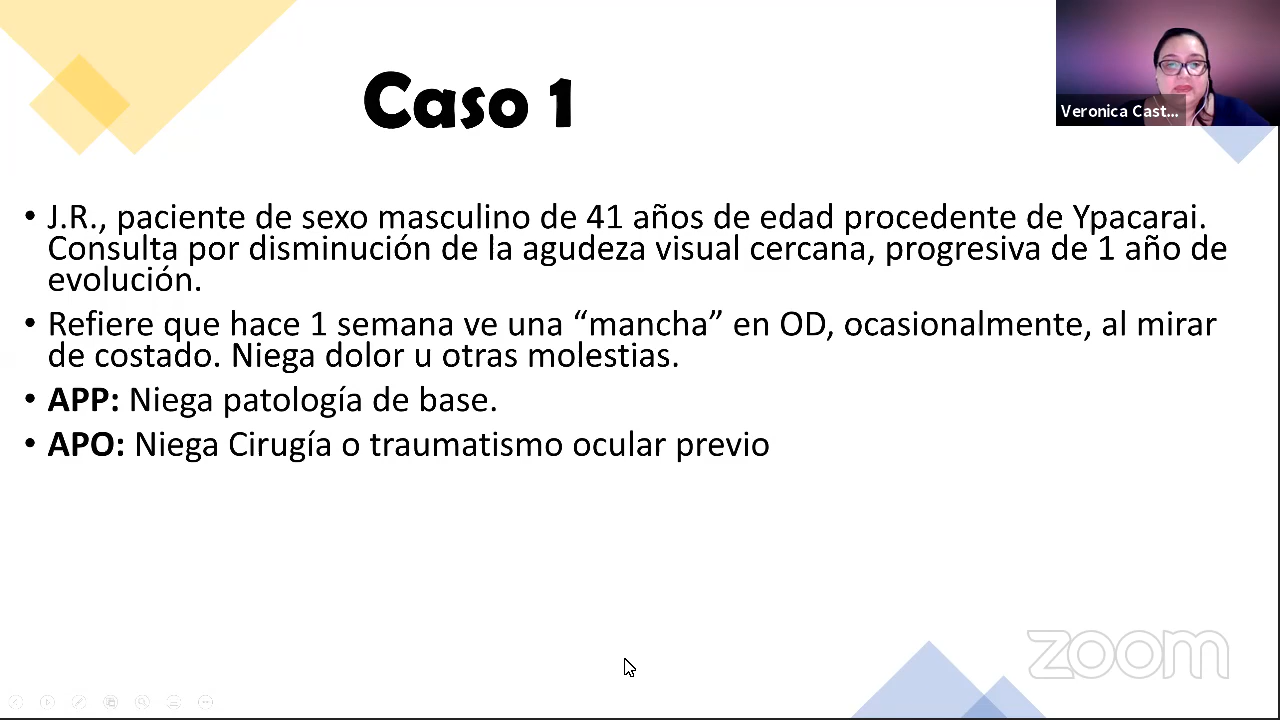 Caso 1
Veronica Cast...
• J.R., paciente de sexo masculino de 41 años de edad procedente de Ypacarai.
Consulta por disminución de la agudeza visual cercana, progresiva de 1 año de
evolución.
• Refiere que hace 1 semana ve una “mancha” en OD, ocasionalmente, al mirar
de costado. Niega dolor u otras molestias.
• APP: Niega patología de base.
• APO: Niega Cirugía o traumatismo ocular previo
zoom